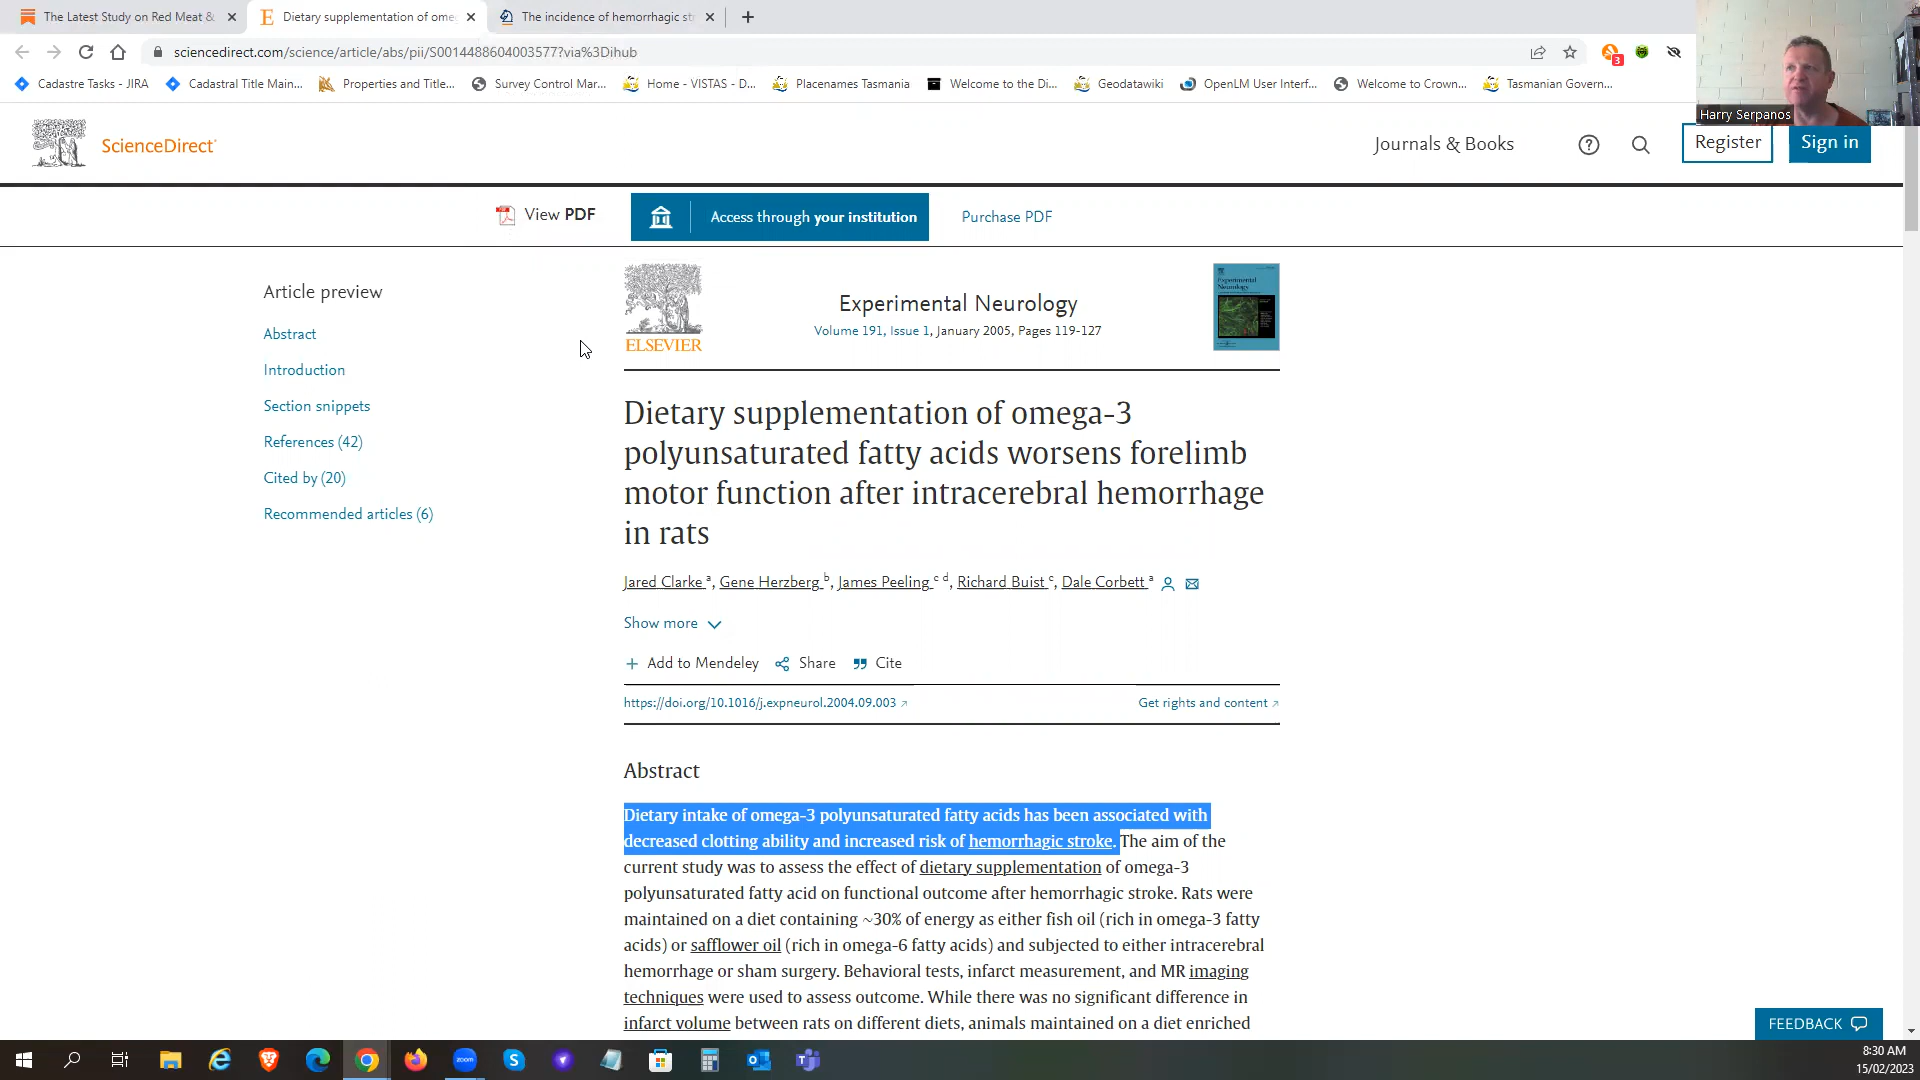 The Latest Study on Red Meat &
Dietary supplementation of ome
The incidence of hemorrhagic st
sciencedirect.com/science/article/abs/pii/S0014488604003577?via%3Dihub
3
Cadastre Tasks - JIRA
Cadastral Title Main...
Properties and Title...
Survey Control Mar...
Home - VISTAS - D...
Placenames Tasmania
Welcome to the Di...
Geodatawiki
OpenLM User Interf...
Welcome to Crown...
Tasmanian Govern...
Harry Serpanos
ScienceDirect
Journals & Books
Register
Sign in
View PDF
Access through your institution
Purchase PDF
Article preview
Abstract
Introduction
Section snippets
References (42)
Cited by (20)
Recommended articles (6)
ELSEVIER
Experimental Neurology
Volume 191, Issue 1, January 2005, Pages 119-127
Experimental
Neurology
Dietary supplementation of omega-3
polyunsaturated fatty acids worsens forelimb
motor function after intracerebral hemorrhage
in rats
Jared Clarke a, Gene Herzberg b, James Peeling c d, Richard Buist c, Dale Corbett a
Show more
Add to Mendeley
Share
Cite
https://doi.org/10.1016/j.expneurol.2004.09.003
Get rights and content
Abstract
Dietary intake of omega-3 polyunsaturated fatty acids has been associated with
decreased clotting ability and increased risk of hemorrhagic stroke. The aim of the
current study was to assess the effect of dietary supplementation of omega-3
polyunsaturated fatty acid on functional outcome after hemorrhagic stroke. Rats were
maintained on a diet containing ~30% of energy as either fish oil (rich in omega-3 fatty
acids) or safflower oil (rich in omega-6 fatty acids) and subjected to either intracerebral
hemorrhage or sham surgery. Behavioral tests, infarct measurement, and MR imaging
techniques were used to assess outcome. While there was no significant difference in
infarct volume between rats on different diets, animals maintained on a diet enriched
FEEDBACK
zoom
8:30 AM
15/02/2023